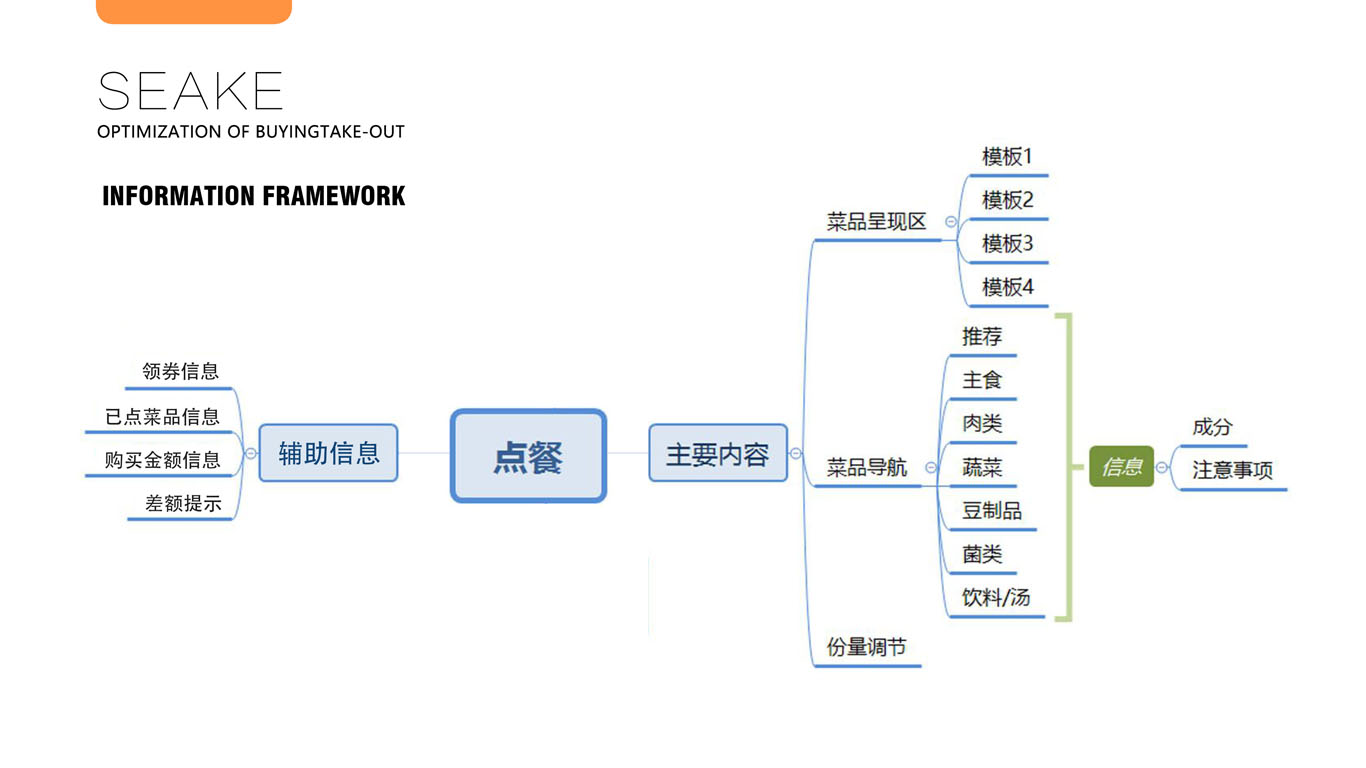 SEAKE
OPTIMIZATION OF BUYINGTAKE-OUT
INFORMATION FRAMEWORK
领券信息
已点菜品信息
购买金额信息
差额提示
辅助信息
点餐
主要内容
菜品呈现区
模板1
模板2
模板3
模板4
菜品导航
推荐
主食
肉类
蔬菜
豆制品
菌类
饮料/汤
份量调节
信息
成分
注意事项